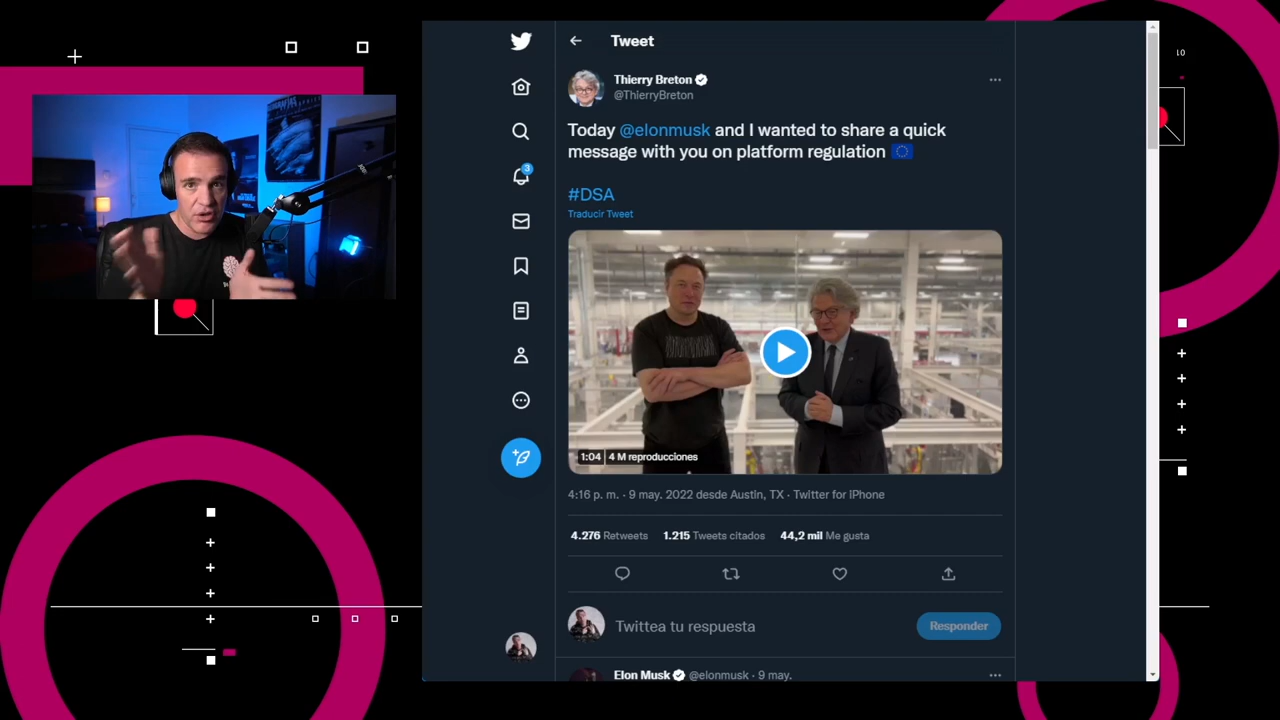 Tweet
Thierry Breton
@ThierryBreton
Today @elonmusk and I wanted to share a quick
message with you on platform regulation
#DSA
Traducir Tweet
1:04 4 M reproducciones
4:16 p. m. · 9 may. 2022 desde Austin, TX · Twitter for iPhone
4.276 Retweets 1.215 Tweets citados 44,2 mil Me gusta
Twittea tu respuesta
Responder
Elon Musk @elonmusk · 9 may.
3
10